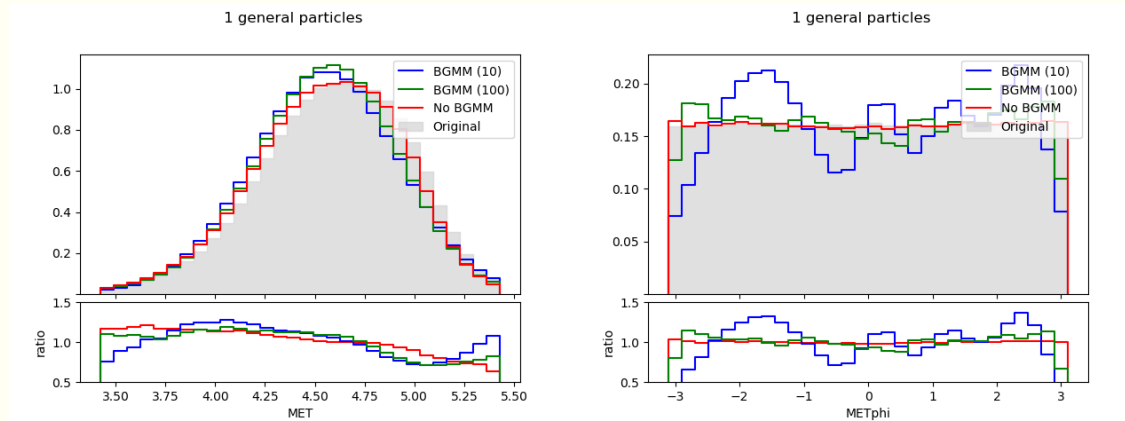 1 general particles
BGMM (10)
BGMM (100)
No BGMM
Original
1.0
0.8
0.6
0.4
0.2
1.5
1.0
0.5
ratio
3.50 3.75 4.00 4.25 4.50 4.75 5.00 5.25 5.50
MET
1 general particles
BGMM (10)
BGMM (100)
No BGMM
Original
0.20
0.15
0.10
0.05
1.5
1.0
0.5
ratio
−3 −2 −1 0 1 2 3
METphi